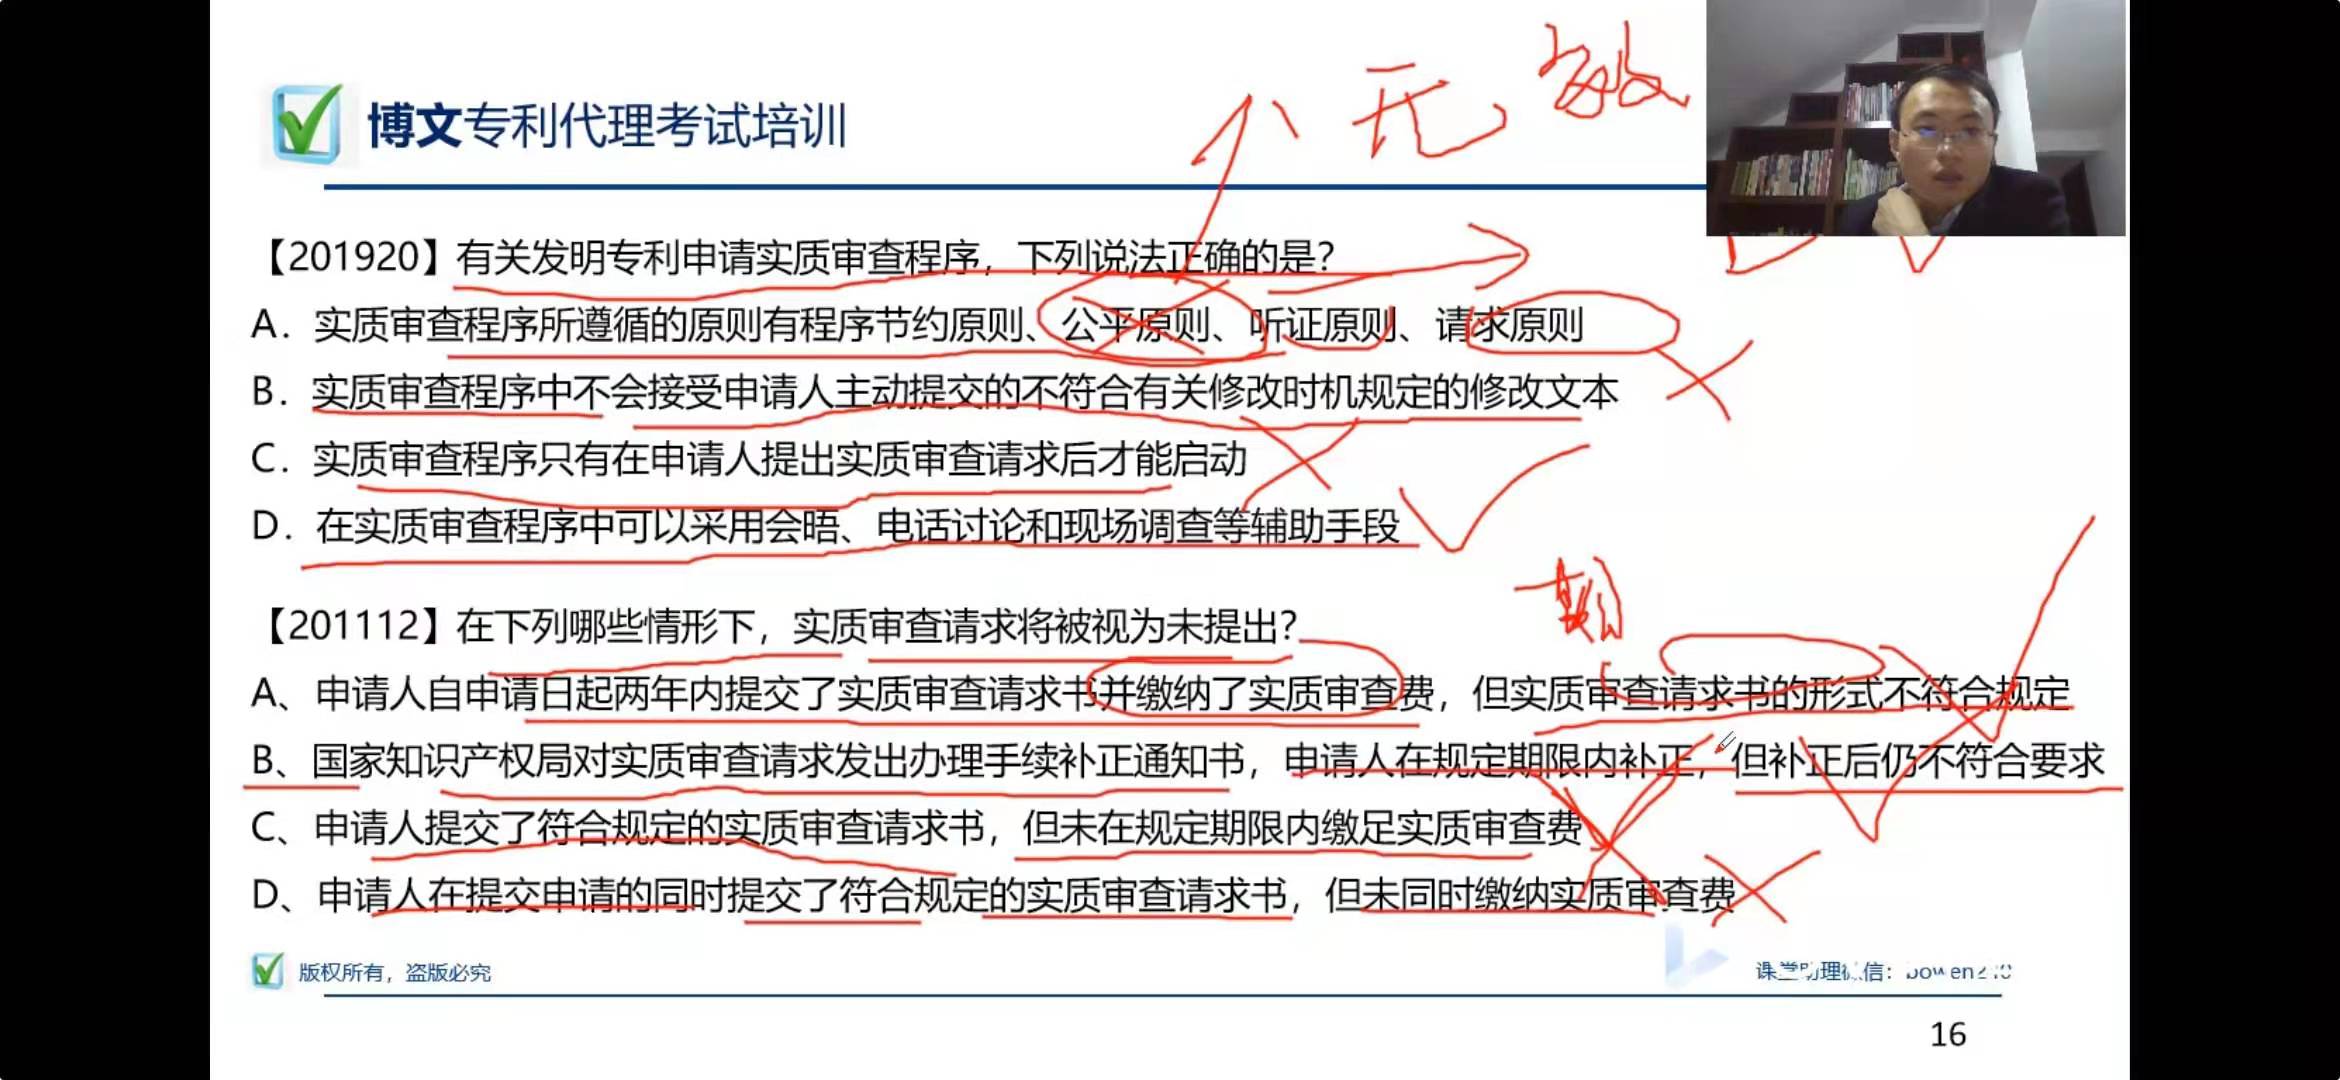 无效
博文专利代理考试培训
【201920】有关发明专利申请实质审查程序，下列说法正确的是？
A．实质审查程序所遵循的原则有程序节约原则、公平原则、听证原则、请求原则
B．实质审查程序中不会接受申请人主动提交的不符合有关修改时机规定的修改文本
C．实质审查程序只有在申请人提出实质审查请求后才能启动
D．在实质审查程序中可以采用会晤、电话讨论和现场调查等辅助手段
期
【201112】在下列哪些情形下，实质审查请求将被视为未提出？
A、申请人自申请日起两年内提交了实质审查请求书并缴纳了实质审查费，但实质审查请求书的形式不符合规定
B、国家知识产权局对实质审查请求发出办理手续补正通知书，申请人在规定期限内补正，但补正后仍不符合要求
C、申请人提交了符合规定的实质审查请求书，但未在规定期限内缴足实质审查费
D、申请人在提交申请的同时提交了符合规定的实质审查请求书，但未同时缴纳实质审查费
版权所有，盗版必究
课堂助理微信：
16